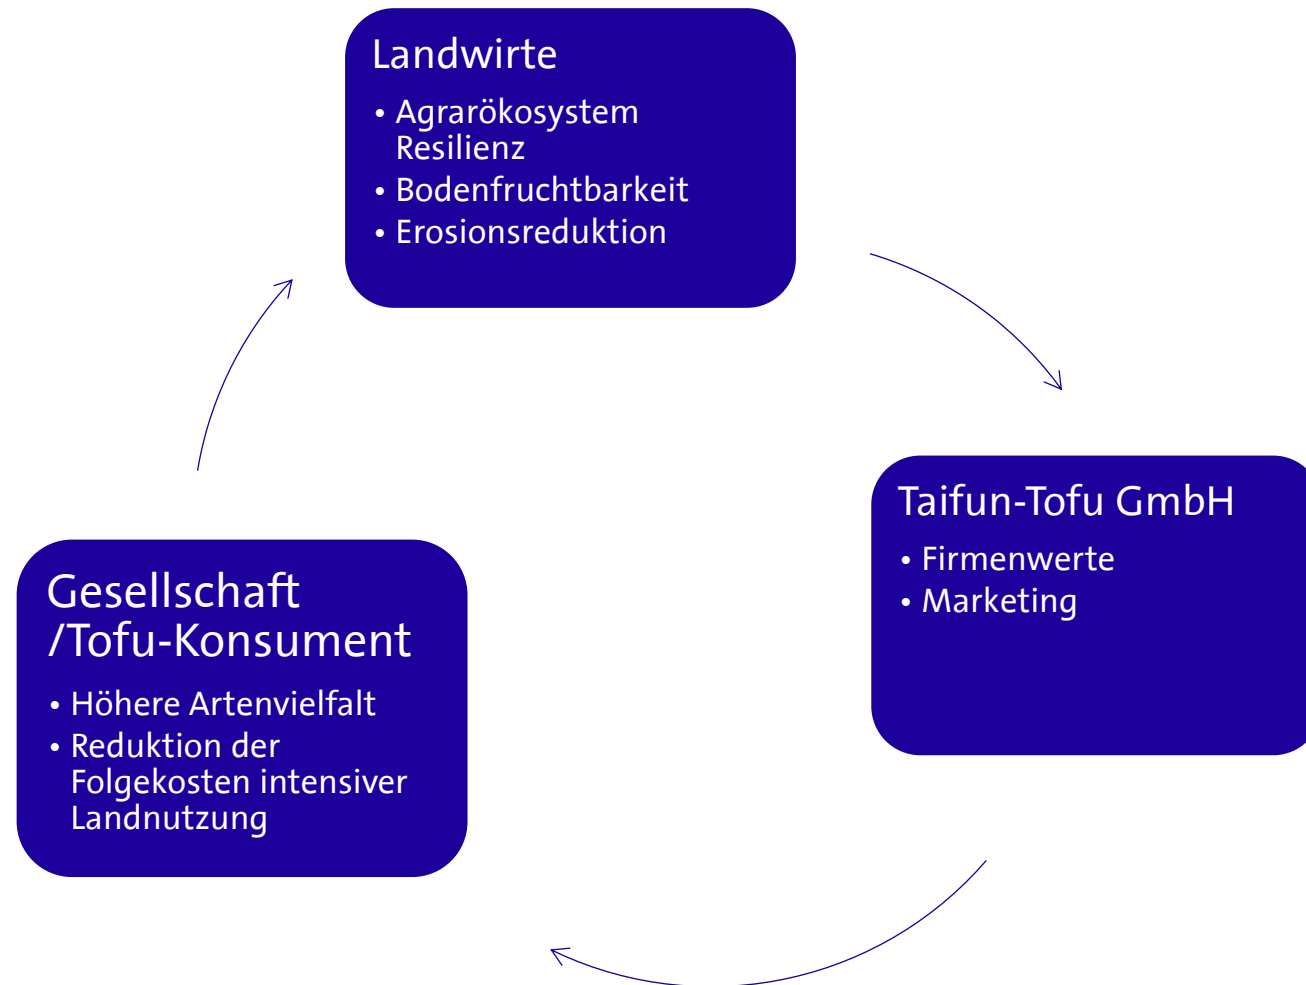 Landwirte
• Agrarökosystem
Resilienz
• Bodenfruchtbarkeit
• Erosionsreduktion
Taifun-Tofu GmbH
• Firmenwerte
• Marketing
Gesellschaft
/Tofu-Konsument
• Höhere Artenvielfalt
• Reduktion der
Folgekosten intensiver
Landnutzung